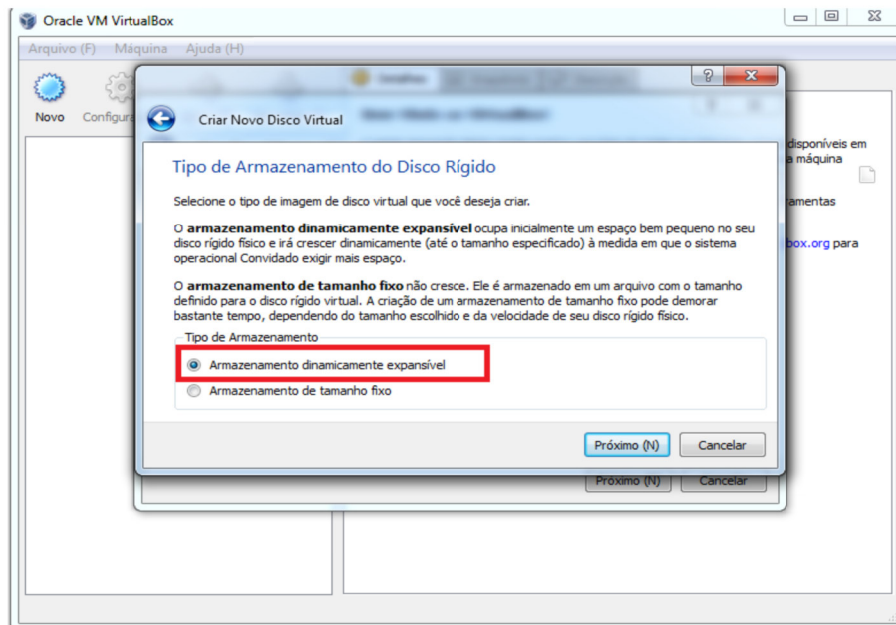 Oracle VM VirtualBox
Arquivo (F) Máquina Ajuda (H)
Novo
Criar Novo Disco Virtual
disponíveis em
a máquina
ramentas
box.org para
Tipo de Armazenamento do Disco Rígido
Selecione o tipo de imagem de disco virtual que você deseja criar.
O armazenamento dinamicamente expansível ocupa inicialmente um espaço bem pequeno no seu
disco rígido físico e irá crescer dinamicamente (até o tamanho especificado) à medida em que o sistema
operacional Convidado exigir mais espaço.
O armazenamento de tamanho fixo não cresce. Ele é armazenado em um arquivo com o tamanho
definido para o disco rígido virtual. A criação de um armazenamento de tamanho fixo pode demorar
bastante tempo, dependendo do tamanho escolhido e da velocidade de seu disco rígido físico.
Tipo de Armazenamento
Armazenamento dinamicamente expansível
Armazenamento de tamanho fixo
Próximo (N) Cancelar
Próximo (N) Cancelar